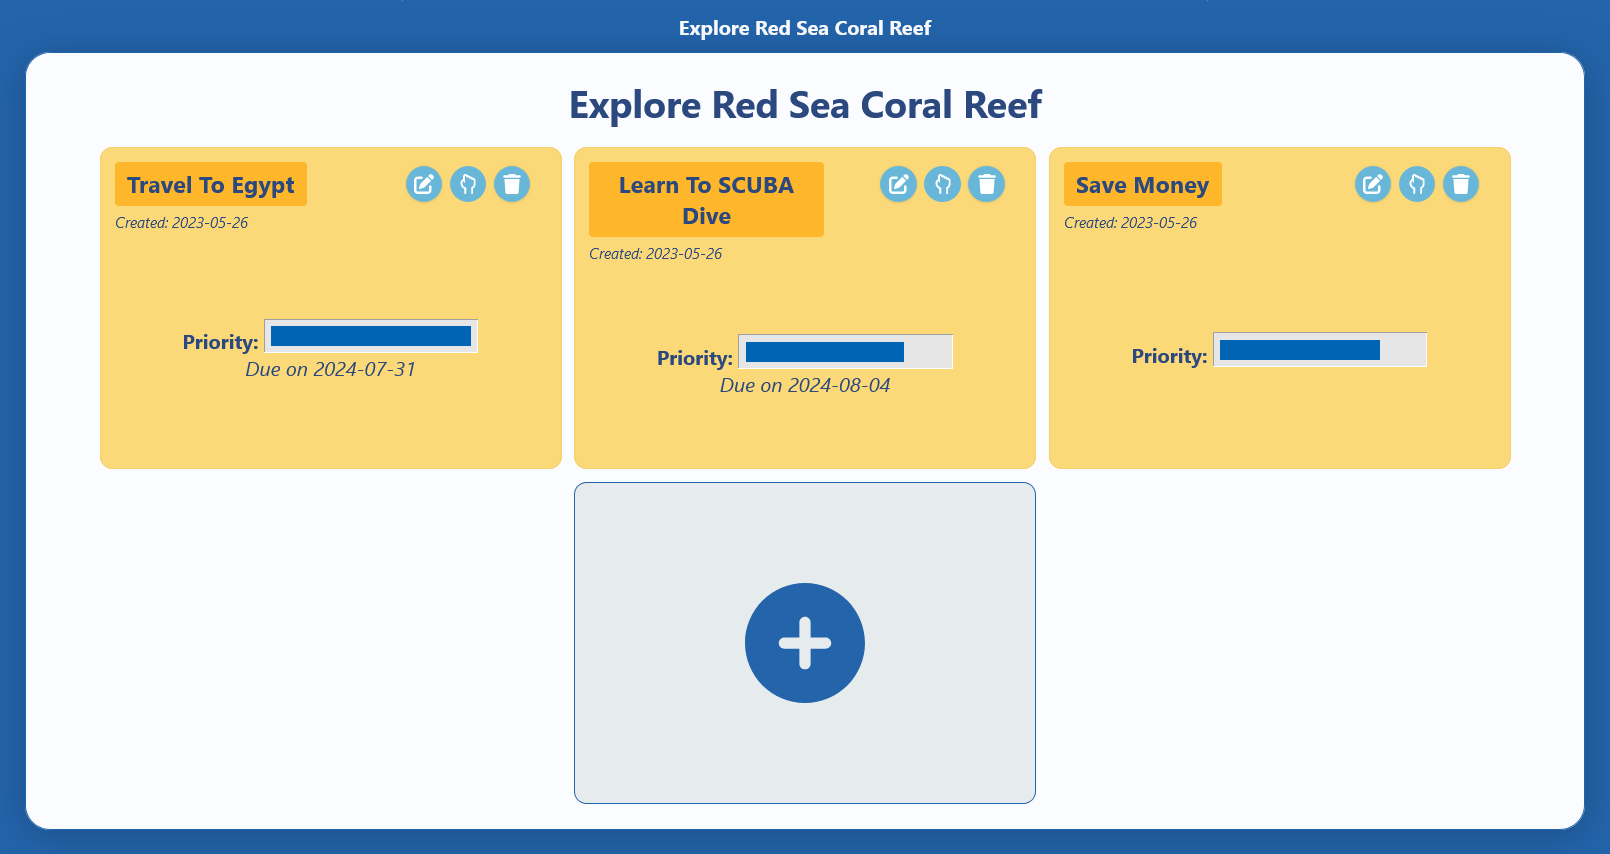 Explore Red Sea Coral Reef
Explore Red Sea Coral Reef
Travel To Egypt
Created: 2023-05-26
Priority:
Due on 2024-07-31
Learn To SCUBA
Dive
Created: 2023-05-26
Priority:
Due on 2024-08-04
Save Money
Created: 2023-05-26
Priority: